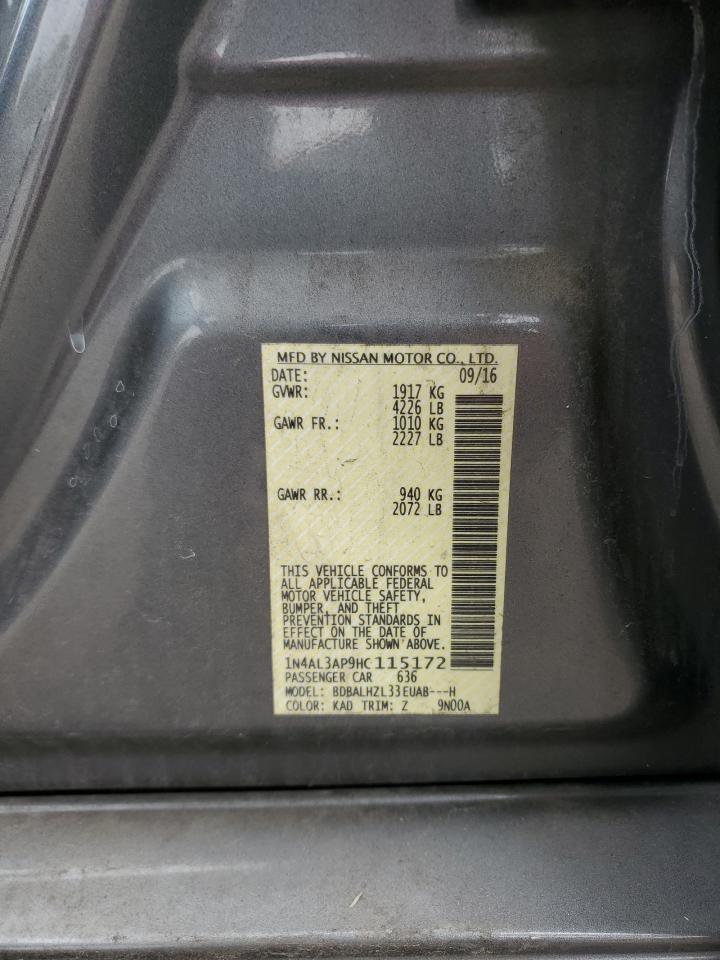 MFD BY NISSAN MOTOR CO., LTD.
DATE: 09/16
GVWR: 1917 KG
4226 LB
GAWR FR.: 1010 KG
2227 LB
GAWR RR.: 940 KG
2072 LB
THIS VEHICLE CONFORMS TO
ALL APPLICABLE FEDERAL
MOTOR VEHICLE SAFETY,
BUMPER, AND THEFT
PREVENTION STANDARDS IN
EFFECT ON THE DATE OF
MANUFACTURE SHOWN ABOVE.
1N4AL3AP9HC115172
PASSENGER CAR 636
MODEL: BDBALHZL33EUAB---H
COLOR: KAD TRIM: Z 9N00A